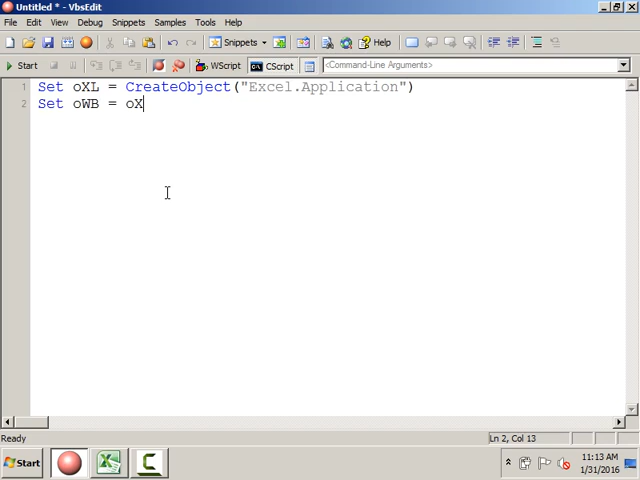 Untitled * - VbsEdit
File Edit View Debug Snippets Samples Tools Help
Snippets Help
Start WScript CScript <Command-Line Arguments>
1 Set oXL = CreateObject("Excel.Application")
2 Set oWB = oX
Ready Ln 2, Col 13
Start 11:13 AM
1/31/2016